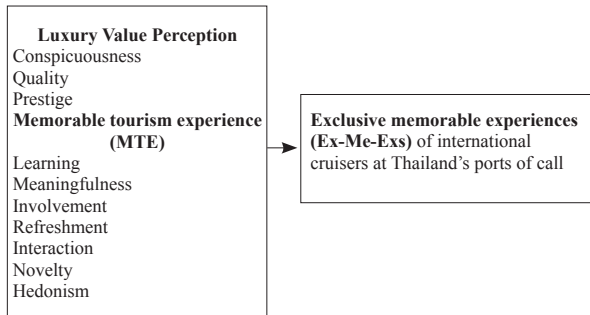 Luxury Value Perception
Conspicuousness
Quality
Prestige
Memorable tourism experience
(MTE)
Learning
Meaningfulness
Involvement
Refreshment
Interaction
Novelty
Hedonism
Exclusive memorable experiences
(Ex-Me-Exs) of international
cruisers at Thailand’s ports of call